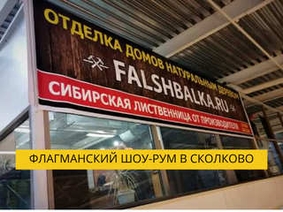 ОТДЕЛКА ДОМОВ НАТУРАЛЬНЫМ ДЕРЕВОМ
FALSHBALKA.RU
СИБИРСКАЯ ЛИСТВЕННИЦА ОТ ПРОИЗВОДИТЕЛЯ
ФЛАГМАНСКИЙ ШОУ-РУМ В СКОЛКОВО